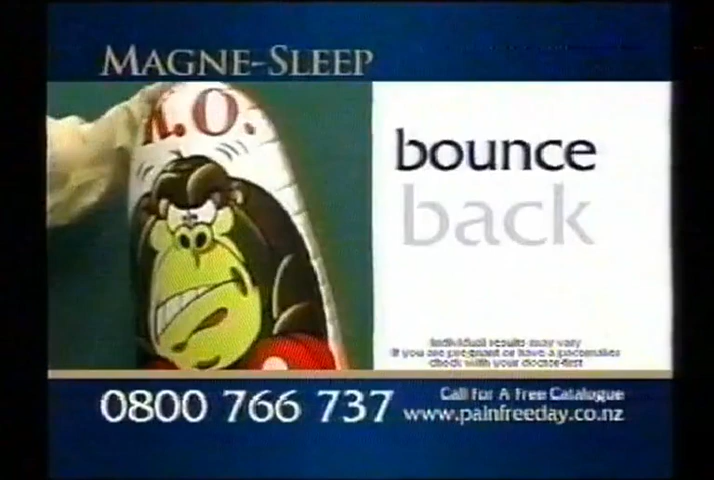 MAGNE-SLEEP
K.O.
bounce
back
Individual results may vary
If you are pregnant or have a pacemaker
check with your doctor first
0800 766 737
Call For A Free Catalogue
www.painfreeday.co.nz